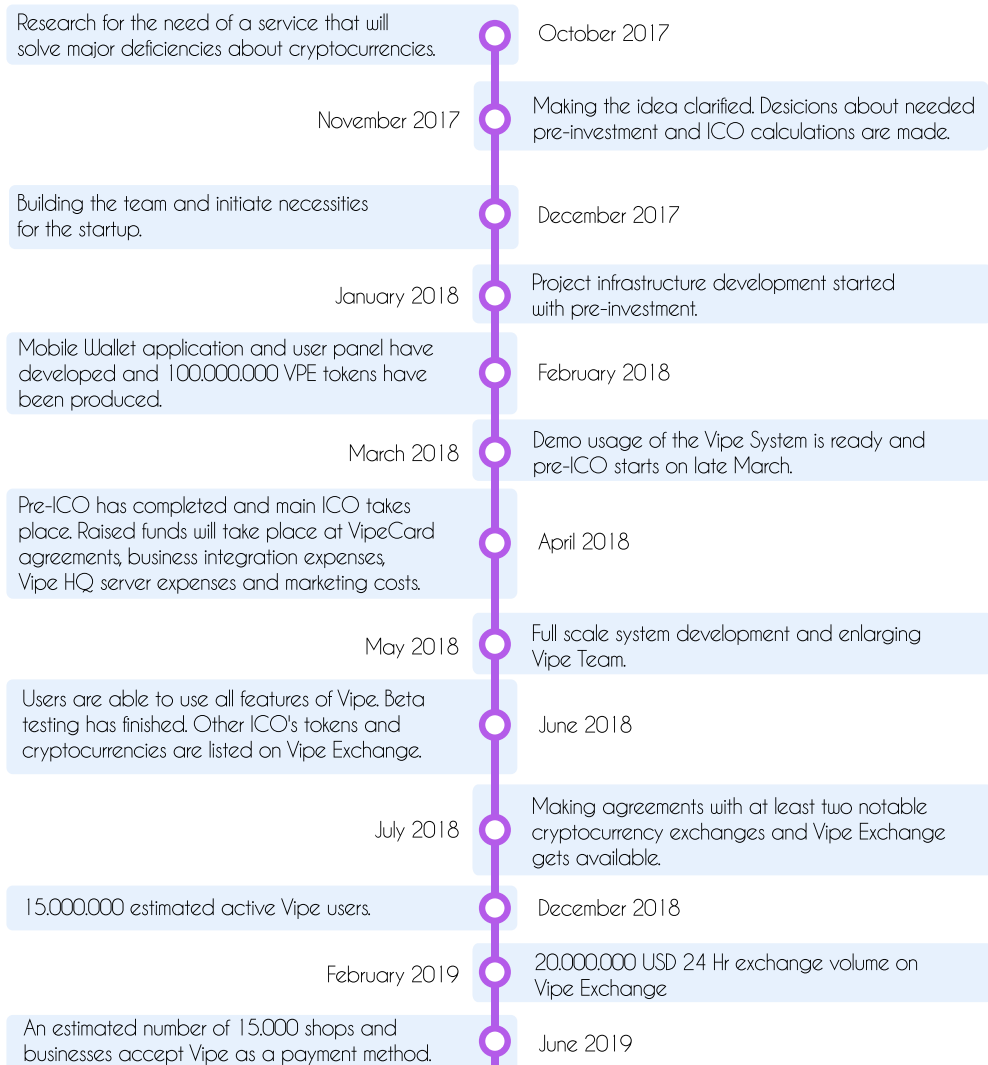 Research for the need of a service that will
solve major deficiencies about cryptocurrencies.
October 2017
November 2017
Making the idea clarified. Desicions about needed
pre-investment and ICO calculations are made.
Building the team and initiate necessities
for the startup.
December 2017
January 2018
Project infrastructure development started
with pre-investment.
Mobile Wallet application and user panel have
developed and 100.000.000 VPE tokens have
been produced.
February 2018
March 2018
Demo usage of the Vipe System is ready and
pre-ICO starts on late March.
Pre-ICO has completed and main ICO takes
place. Raised funds will take place at VipeCard
agreements, business integration expenses,
Vipe HQ server expenses and marketing costs.
April 2018
May 2018
Full scale system development and enlarging
Vipe Team.
Users are able to use all features of Vipe. Beta
testing has finished. Other ICO's tokens and
cryptocurrencies are listed on Vipe Exchange.
June 2018
July 2018
Making agreements with at least two notable
cryptocurrency exchanges and Vipe Exchange
gets available.
15.000.000 estimated active Vipe users.
December 2018
February 2019
20.000.000 USD 24 Hr exchange volume on
Vipe Exchange
An estimated number of 15.000 shops and
businesses accept Vipe as a payment method.
June 2019